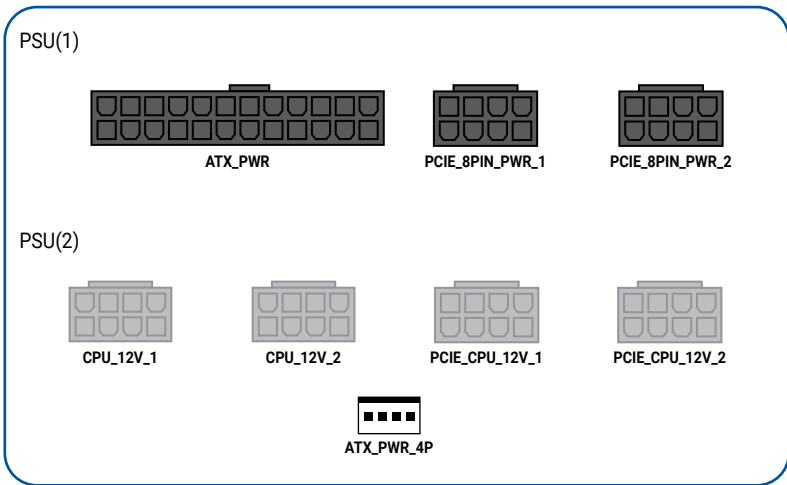 PSU(1)
ATX_PWR
PCIE_8PIN_PWR_1
PCIE_8PIN_PWR_2
PSU(2)
CPU_12V_1
CPU_12V_2
PCIE_CPU_12V_1
PCIE_CPU_12V_2
ATX_PWR_4P